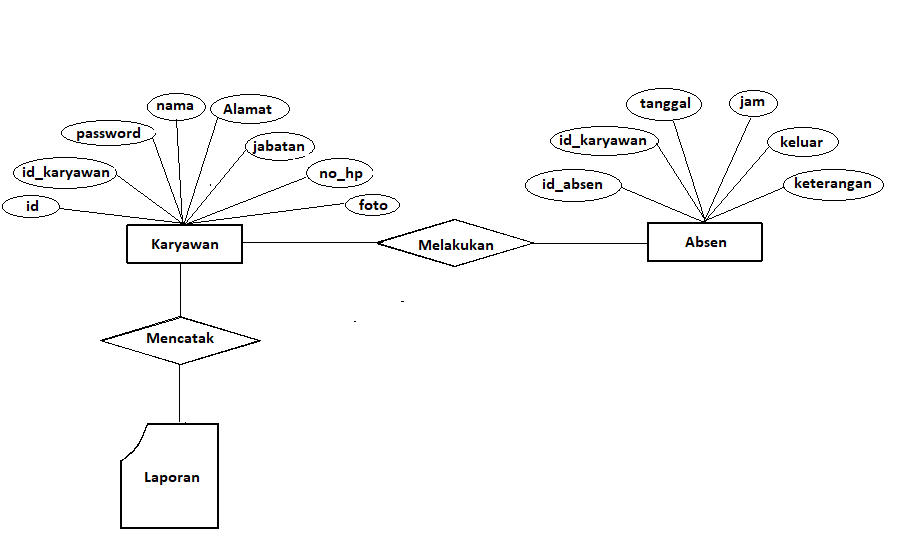 nama
Alamat
password
jabatan
id_karyawan
no_hp
id
foto
Karyawan
Melakukan
tanggal
jam
id_karyawan
keluar
id_absen
keterangan
Absen
Mencatak
Laporan